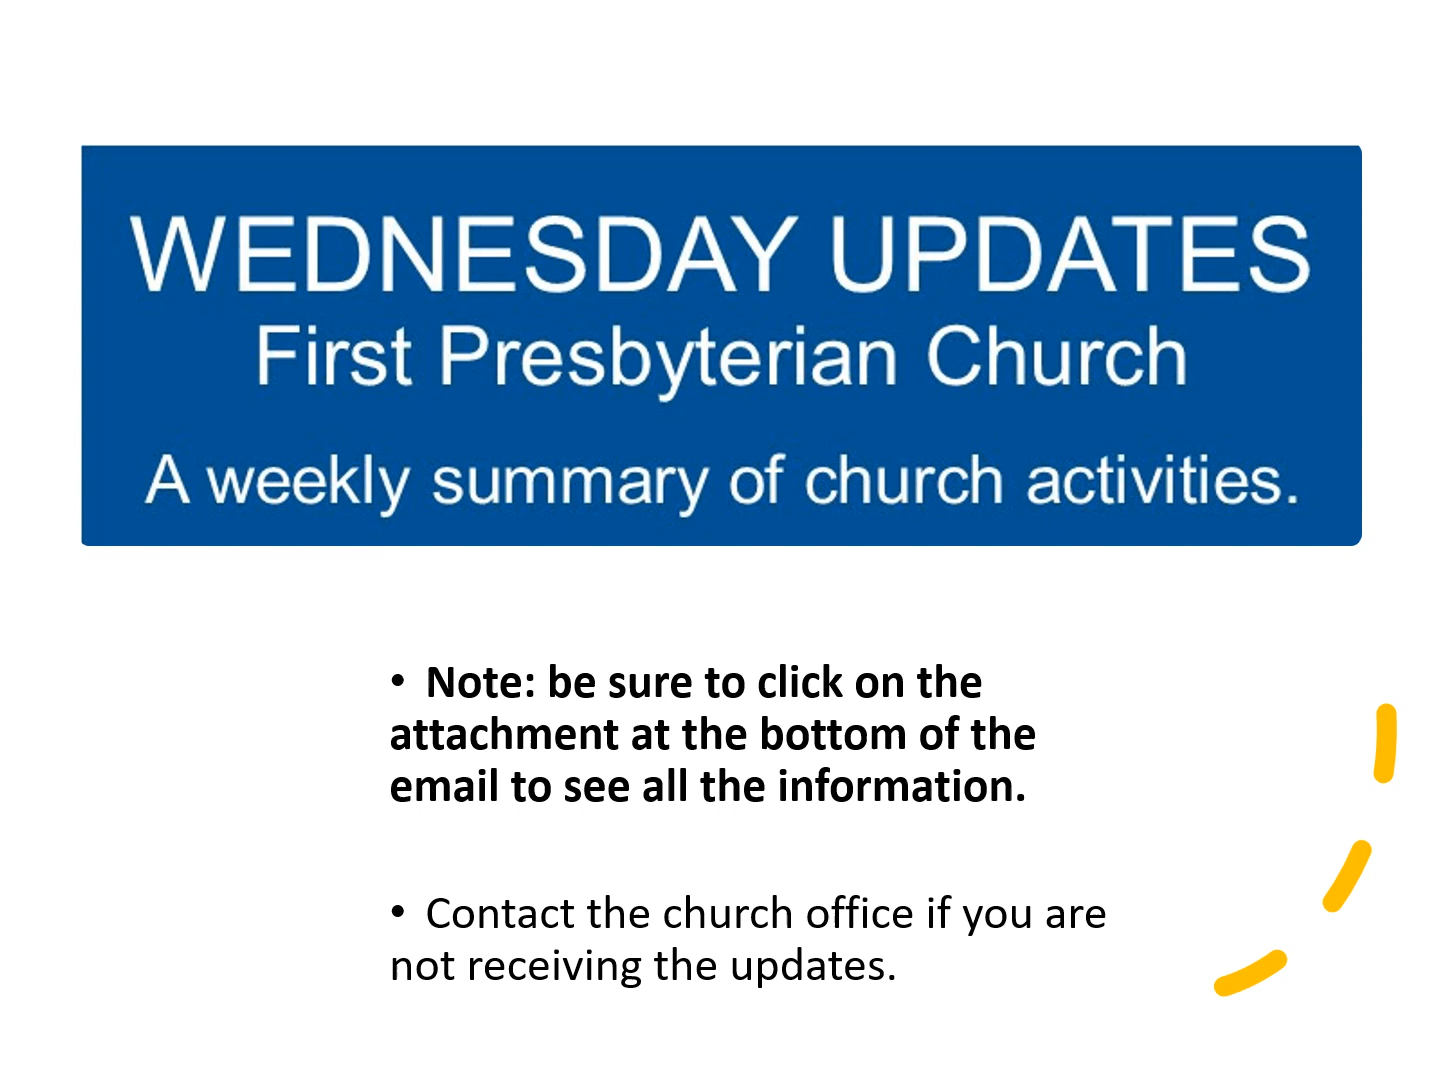 WEDNESDAY UPDATES
First Presbyterian Church
A weekly summary of church activities.
• Note: be sure to click on the
attachment at the bottom of the
email to see all the information.
• Contact the church office if you are
not receiving the updates.